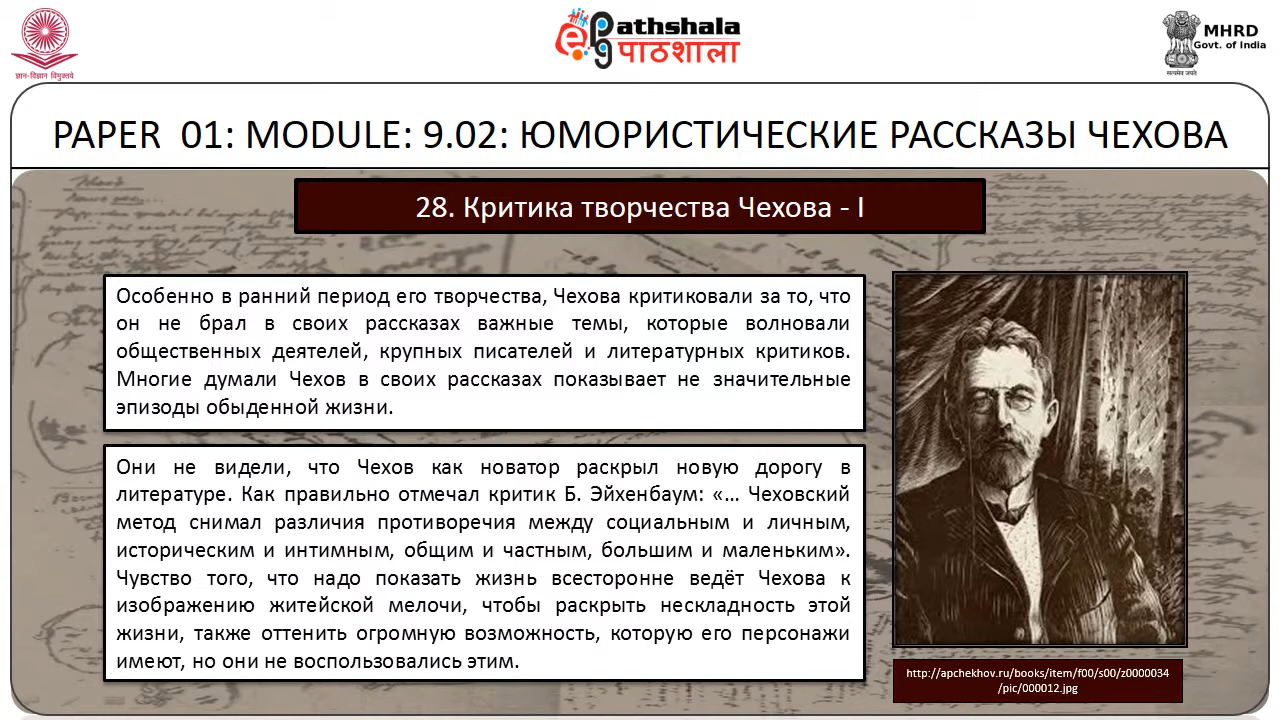 ज्ञान-विज्ञान विमुक्तये
ePathshala
पाठशाला
MHRD
Govt. of India
सत्यमेव जयते
PAPER 01: MODULE: 9.02: ЮМОРИСТИЧЕСКИЕ РАССКАЗЫ ЧЕХОВА
28. Критика творчества Чехова - I
Особенно в ранний период его творчества, Чехова критиковали за то, что
он не брал в своих рассказах важные темы, которые волновали
общественных деятелей, крупных писателей и литературных критиков.
Многие думали Чехов в своих рассказах показывает не значительные
эпизоды обыденной жизни.
Они не видели, что Чехов как новатор раскрыл новую дорогу в
литературе. Как правильно отмечал критик Б. Эйхенбаум: «... Чеховский
метод снимал различия противоречия между социальным и личным,
историческим и интимным, общим и частным, большим и маленьким».
Чувство того, что надо показать жизнь всесторонне ведёт Чехова к
изображению житейской мелочи, чтобы раскрыть нескладность этой
жизни, также оттенить огромную возможность, которую его персонажи
имеют, но они не воспользовались этим.
http://apchekhov.ru/books/item/f00/s00/z0000034
/pic/000012.jpg